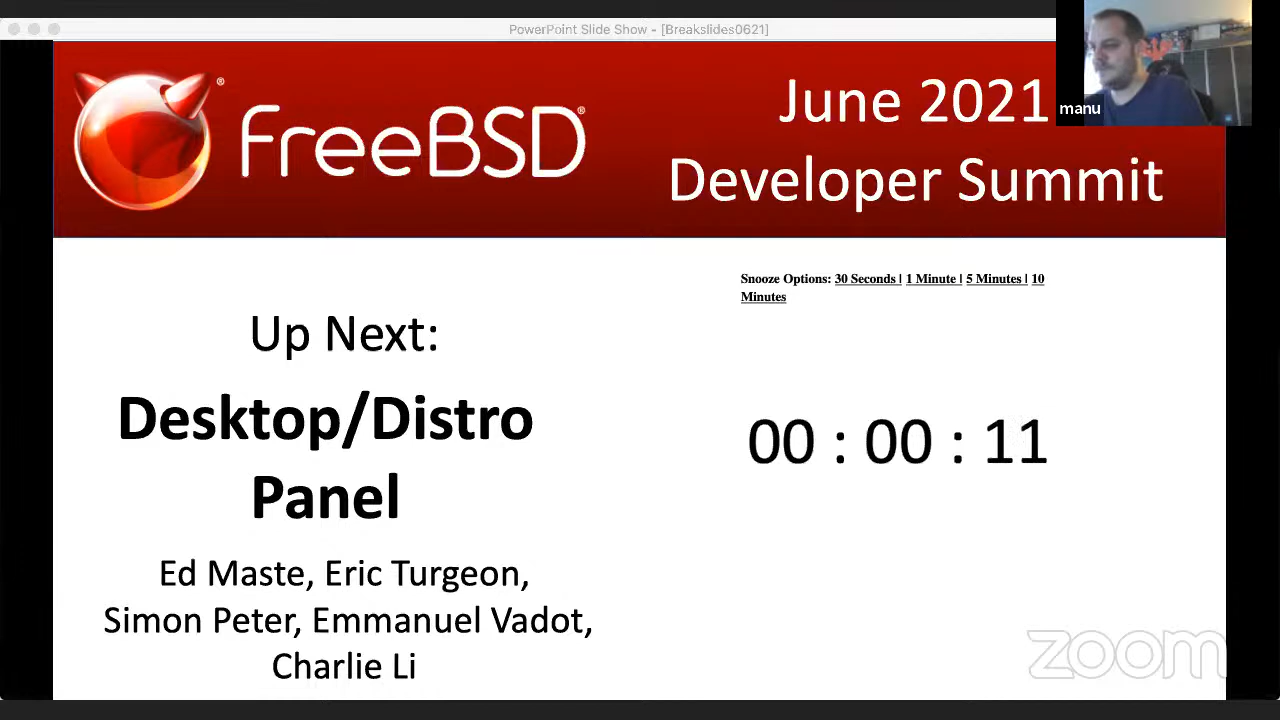 PowerPoint Slide Show - [Breakslides0621]
manu
FreeBSD®
®
June 2021
Developer Summit
Snooze Options: 30 Seconds | 1 Minute | 5 Minutes | 10
Minutes
Up Next:
Desktop/Distro
Panel
00 : 00 : 11
Ed Maste, Eric Turgeon,
Simon Peter, Emmanuel Vadot,
Charlie Li
zoom